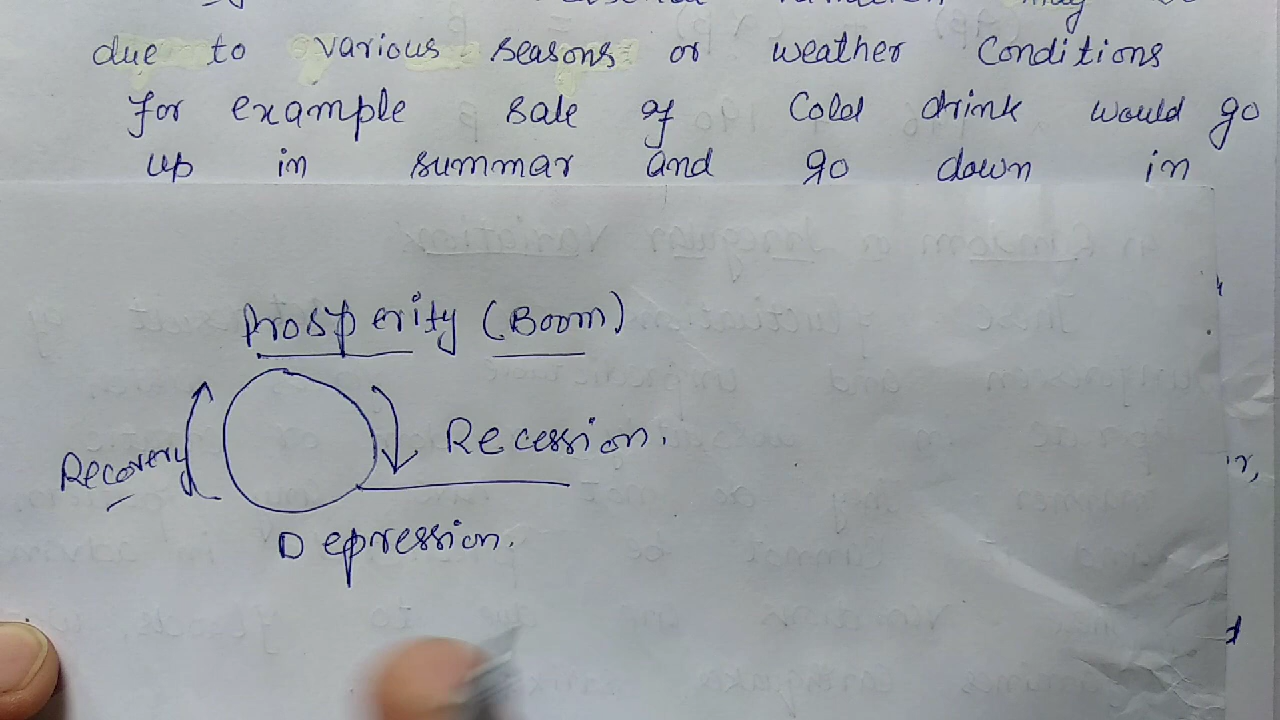 due to various seasons or weather Conditions
for example sale of Cold drink would go
up in summar and go down in
Prosperity (Boom)
Recession.
Recovery
Depression.